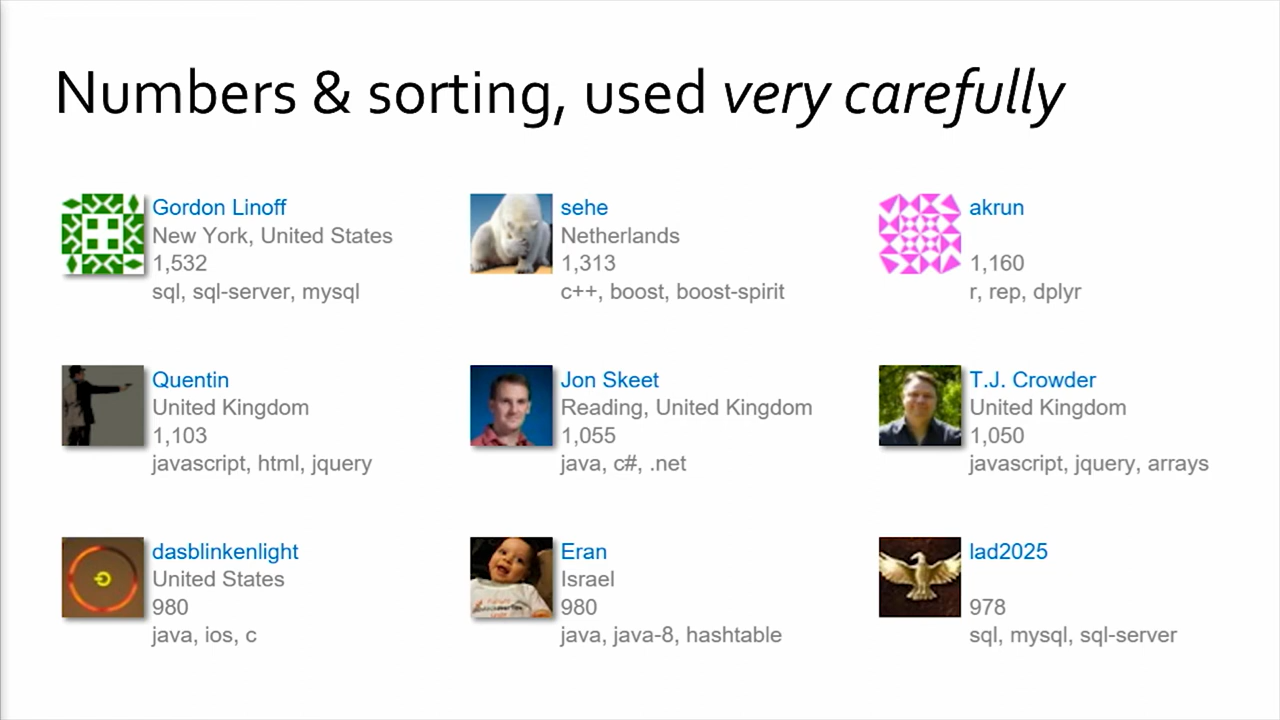 Numbers & sorting, used very carefully
Gordon Linoff
New York, United States
1,532
sql, sql-server, mysql
sehe
Netherlands
1,313
c++, boost, boost-spirit
akrun
1,160
r, rep, dplyr
Quentin
United Kingdom
1,103
javascript, html, jquery
Jon Skeet
Reading, United Kingdom
1,055
java, c#, .net
T.J. Crowder
United Kingdom
1,050
javascript, jquery, arrays
dasblinkenlight
United States
980
java, ios, c
Eran
Israel
980
java, java-8, hashtable
lad2025
978
sql, mysql, sql-server